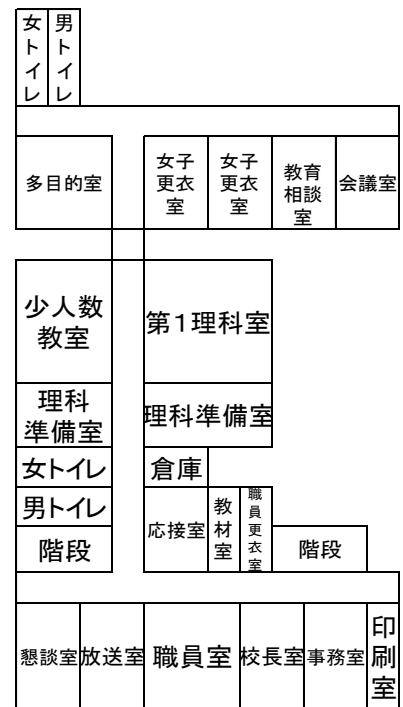 女トイレ
男トイレ
多目的室
女子
更衣
室
女子
更衣
室
教育
相談
室
会議室
少人数
教室
第1理科室
理科
準備室
理科準備室
女トイレ
倉庫
男トイレ
応接室
教材室
職員更衣室
階段
階段
懇談室
放送室
職員室
校長室
事務室
印刷室